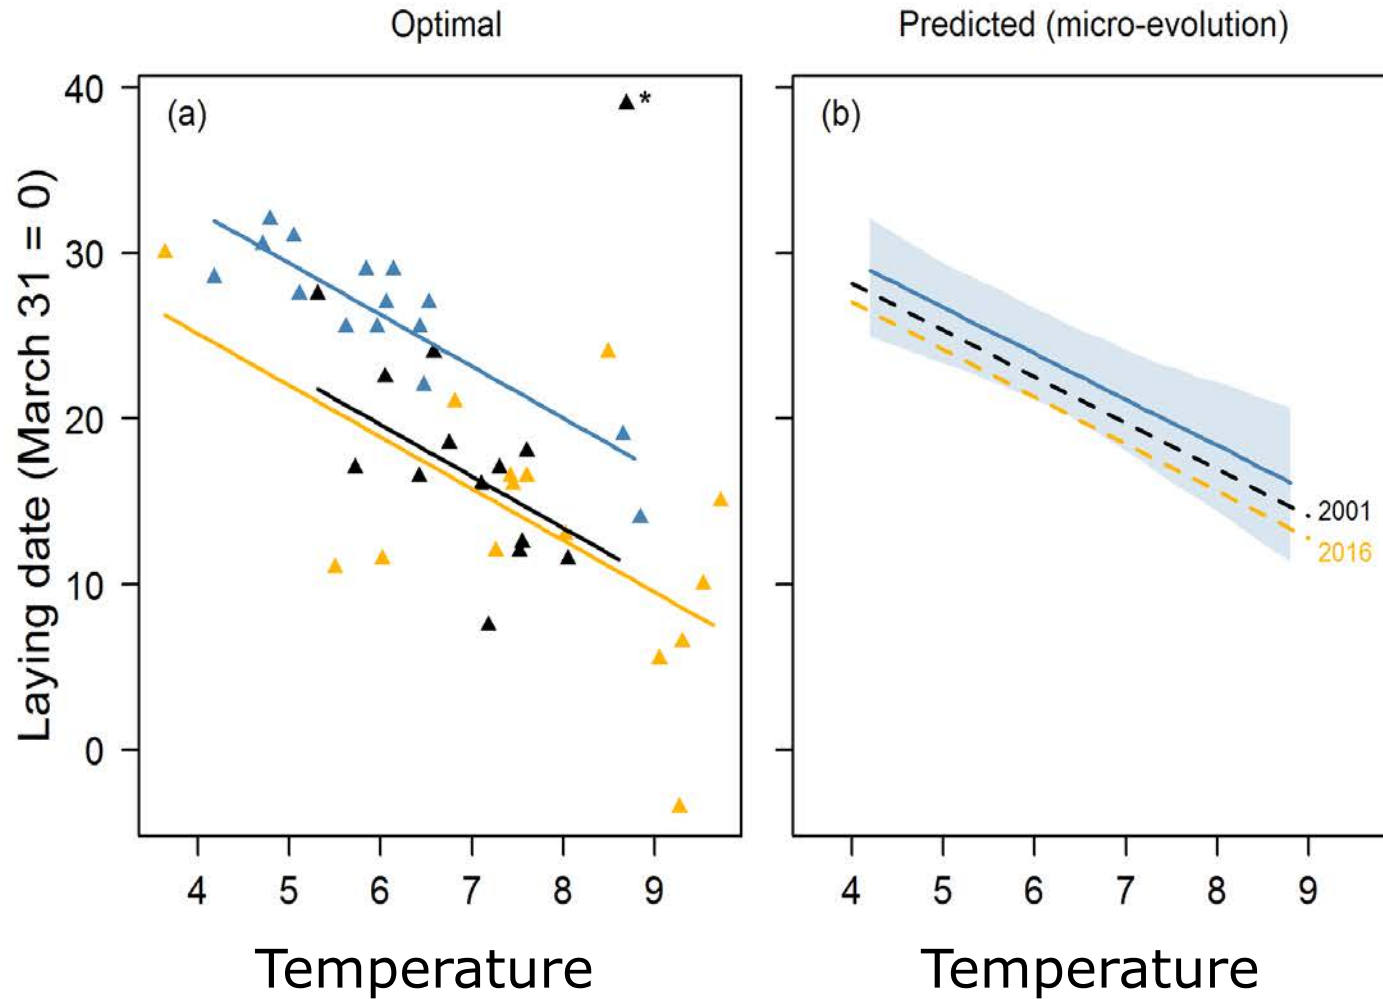 Optimal
Predicted (micro-evolution)
(a)
*
(b)
Laying date (March 31 = 0)
40
30
20
10
0
2001
2016
4 5 6 7 8 9
4 5 6 7 8 9
Temperature
Temperature